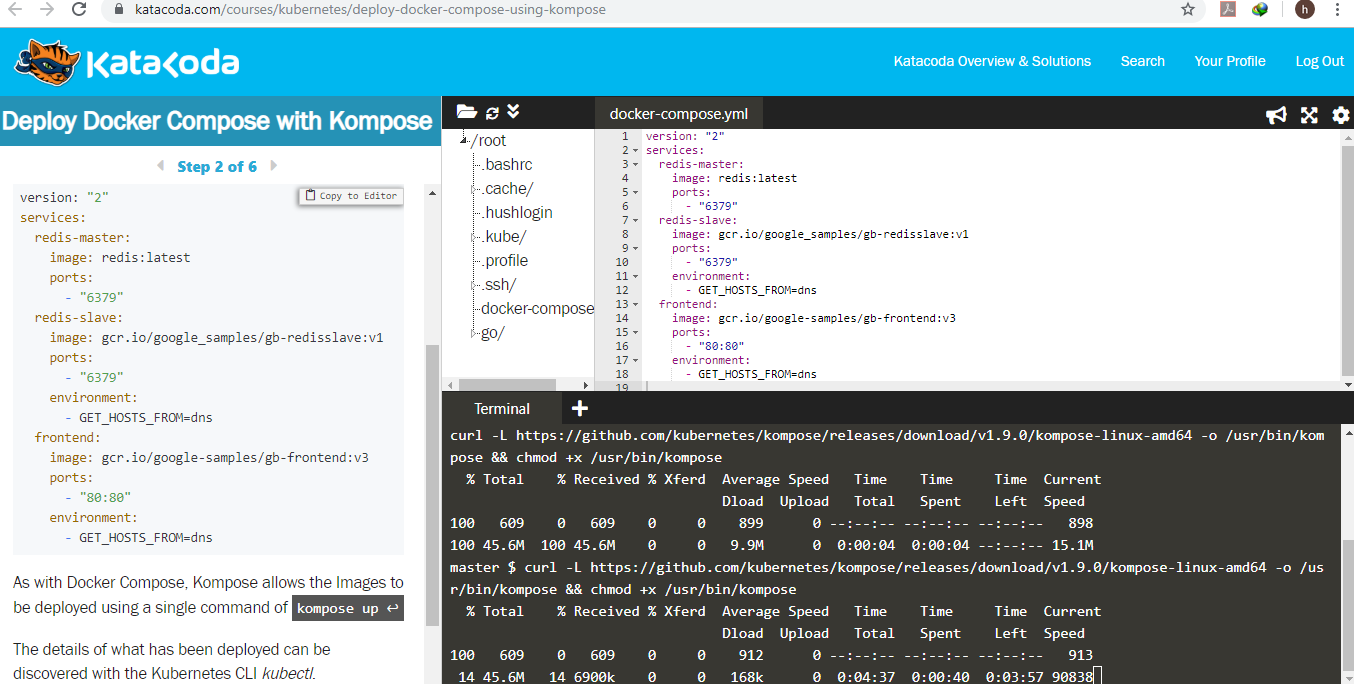 katacoda.com/courses/kubernetes/deploy-docker-compose-using-kompose
h
Katacoda
Katacoda Overview & Solutions Search Your Profile Log Out
Deploy Docker Compose with Kompose
Step 2 of 6
Copy to Editor
version: "2"
services:
redis-master:
image: redis:latest
ports:
- "6379"
redis-slave:
image: gcr.io/google_samples/gb-redisslave:v1
ports:
- "6379"
environment:
- GET_HOSTS_FROM=dns
frontend:
image: gcr.io/google-samples/gb-frontend:v3
ports:
- "80:80"
environment:
- GET_HOSTS_FROM=dns
As with Docker Compose, Kompose allows the Images to
be deployed using a single command of kompose up ↩
The details of what has been deployed can be
discovered with the Kubernetes CLI kubectl.
/root
.bashrc
.cache/
.hushlogin
.kube/
.profile
.ssh/
docker-compose
go/
docker-compose.yml
1 version: "2"
2 services:
3 redis-master:
4 image: redis:latest
5 ports:
6 - "6379"
7 redis-slave:
8 image: gcr.io/google_samples/gb-redisslave:v1
9 ports:
10 - "6379"
11 environment:
12 - GET_HOSTS_FROM=dns
13 frontend:
14 image: gcr.io/google-samples/gb-frontend:v3
15 ports:
16 - "80:80"
17 environment:
18 - GET_HOSTS_FROM=dns
19
Terminal +
curl -L https://github.com/kubernetes/kompose/releases/download/v1.9.0/kompose-linux-amd64 -o /usr/bin/kom
pose && chmod +x /usr/bin/kompose
% Total % Received % Xferd Average Speed Time Time Time Current
Dload Upload Total Spent Left Speed
100 609 0 609 0 0 899 0 --:--:-- --:--:-- --:--:-- 898
100 45.6M 100 45.6M 0 0 9.9M 0 0:00:04 0:00:04 --:--:-- 15.1M
master $ curl -L https://github.com/kubernetes/kompose/releases/download/v1.9.0/kompose-linux-amd64 -o /us
r/bin/kompose && chmod +x /usr/bin/kompose
% Total % Received % Xferd Average Speed Time Time Time Current
Dload Upload Total Spent Left Speed
100 609 0 609 0 0 912 0 --:--:-- --:--:-- --:--:-- 913
14 45.6M 14 6900k 0 0 168k 0 0:04:37 0:00:40 0:03:57 90838